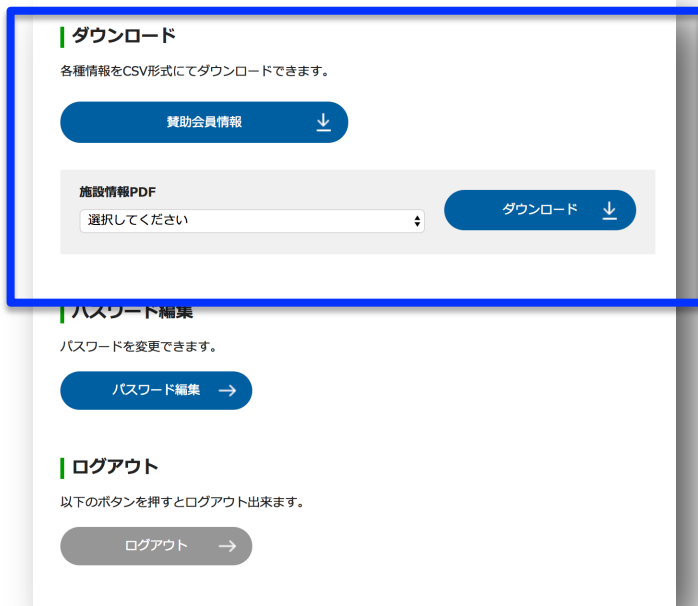 ダウンロード
各種情報をCSV形式にてダウンロードできます。
賛助会員情報
施設情報PDF
選択してください
ダウンロード
パスワード編集
パスワードを変更できます。
パスワード編集
ログアウト
以下のボタンを押すとログアウト出来ます。
ログアウト